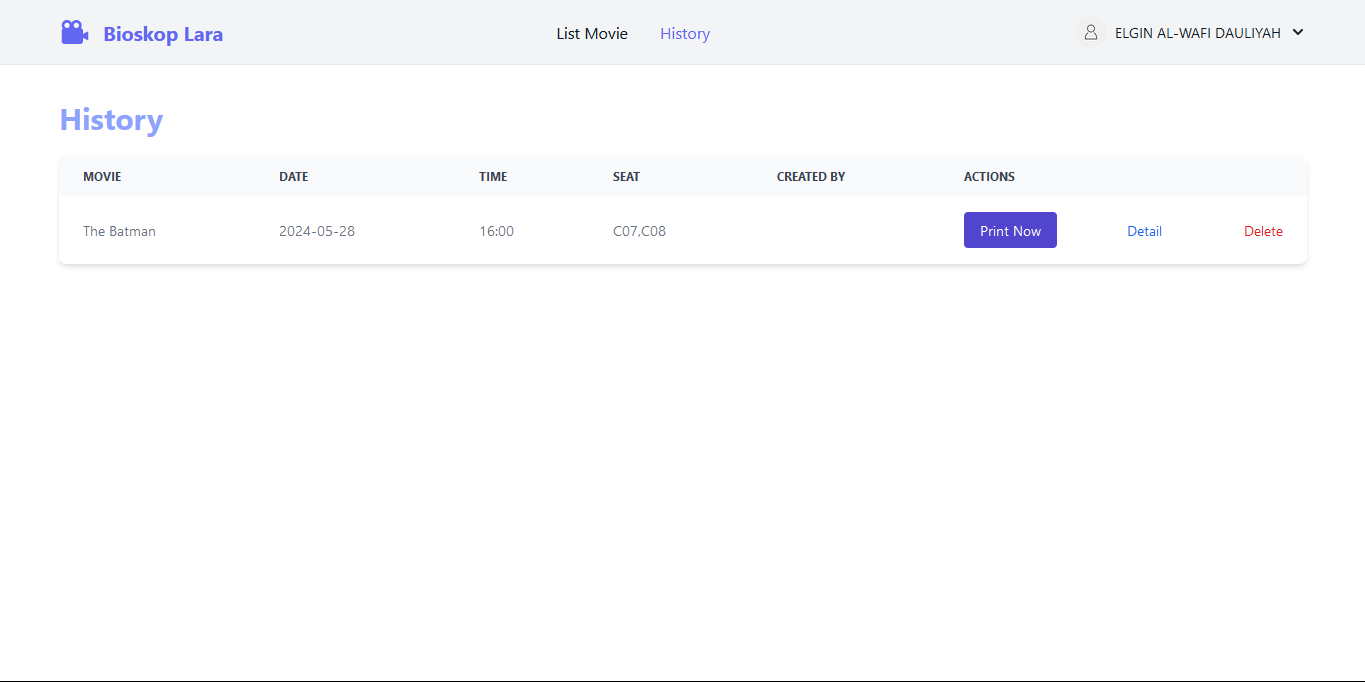 Bioskop Lara List Movie History ELGIN AL-WAFI DAULIYAH
History
MOVIE DATE TIME SEAT CREATED BY ACTIONS
The Batman 2024-05-28 16:00 C07,C08 Print Now Detail Delete